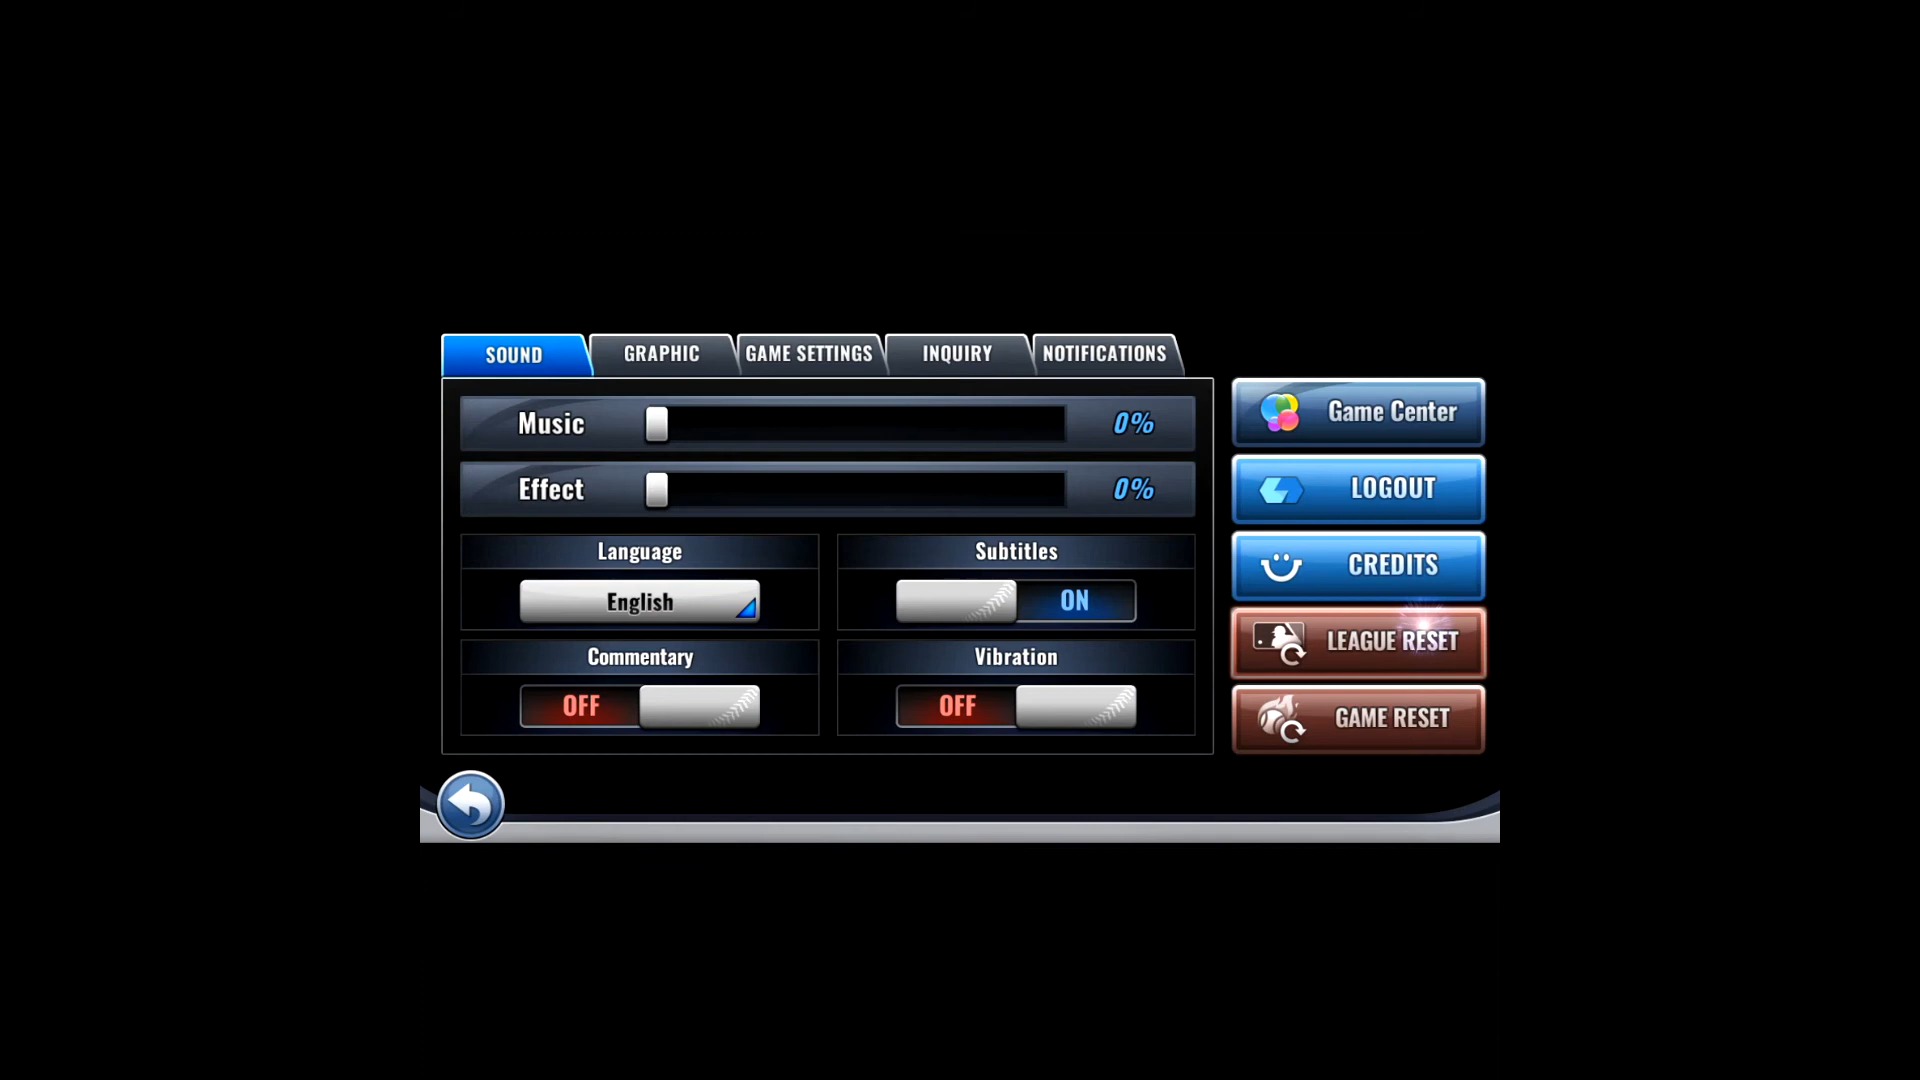 SOUND
GRAPHIC
GAME SETTINGS
INQUIRY
NOTIFICATIONS
Music
0%
Effect
0%
Language
English
Subtitles
ON
Commentary
OFF
Vibration
OFF
Game Center
LOGOUT
CREDITS
LEAGUE RESET
GAME RESET